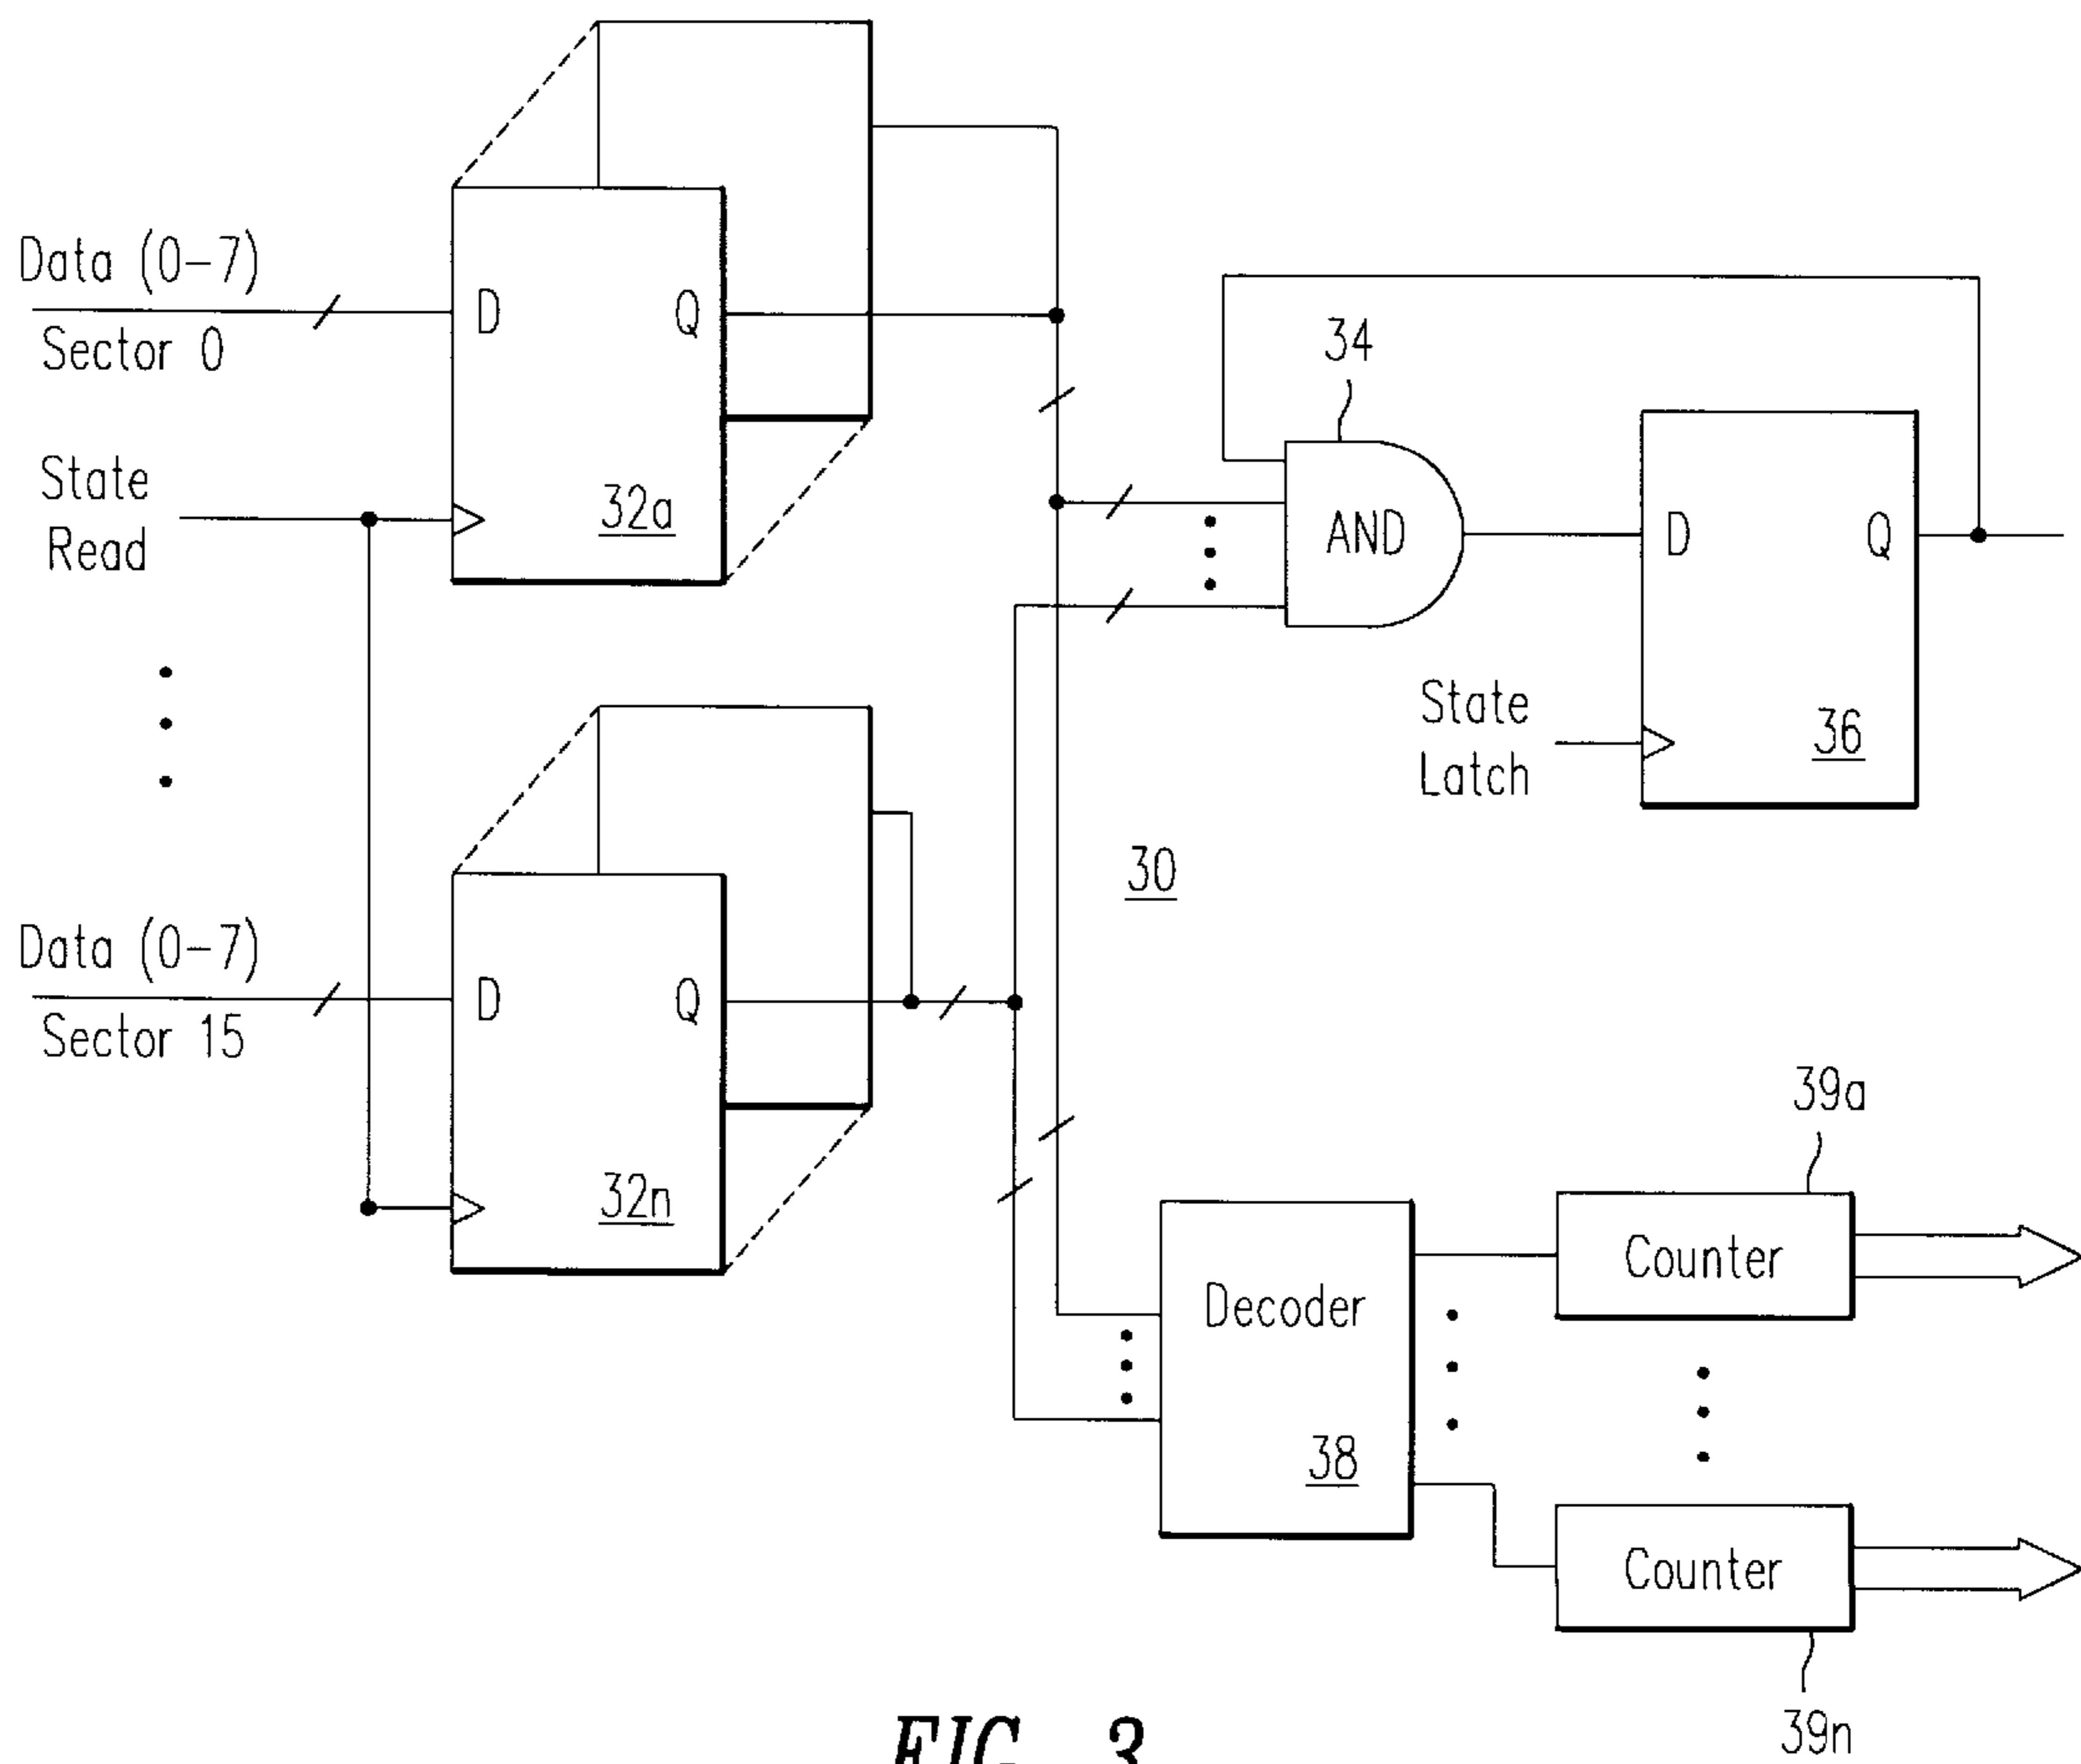 Data (0-7)
Sector 0
D
Q
State
Read
32a
34
AND
D
Q
State
Latch
36
30
Data (0-7)
Sector 15
D
Q
32n
39a
Decoder
Counter
38
Counter
39n
FIG. 3